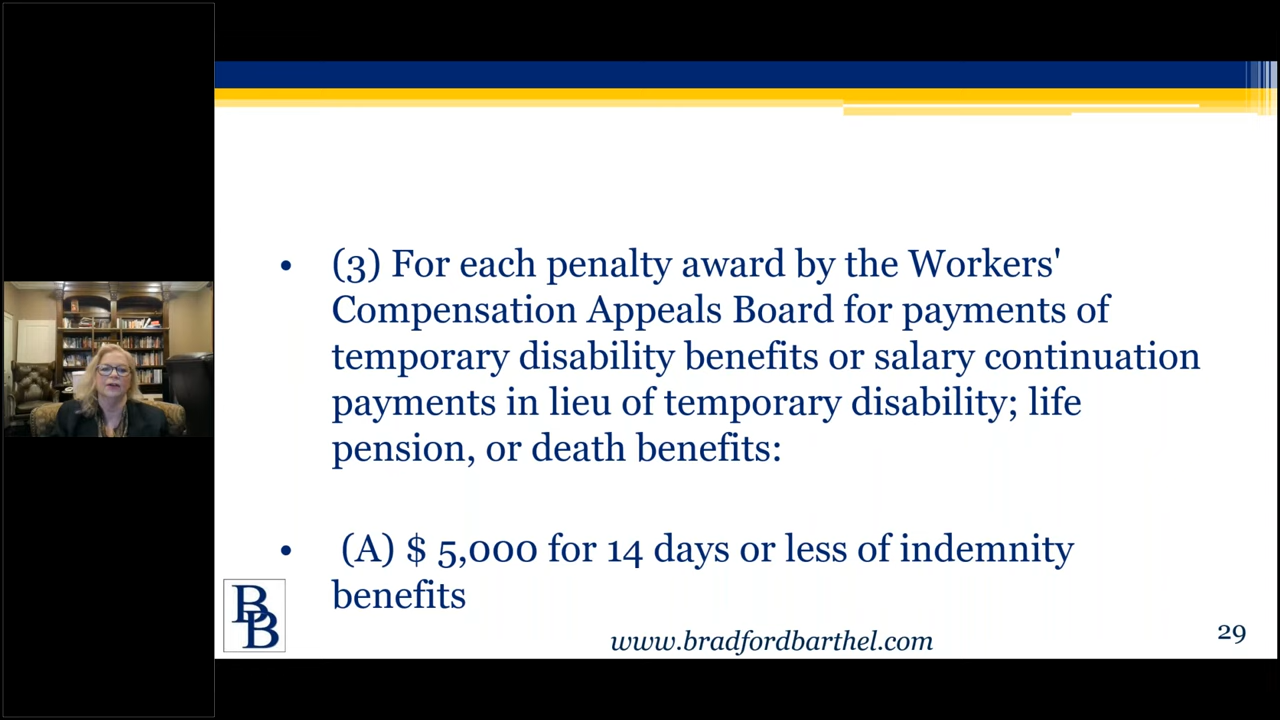 • (3) For each penalty award by the Workers'
Compensation Appeals Board for payments of
temporary disability benefits or salary continuation
payments in lieu of temporary disability; life
pension, or death benefits:
• (A) $ 5,000 for 14 days or less of indemnity
benefits
BB
www.bradfordbarthel.com
29